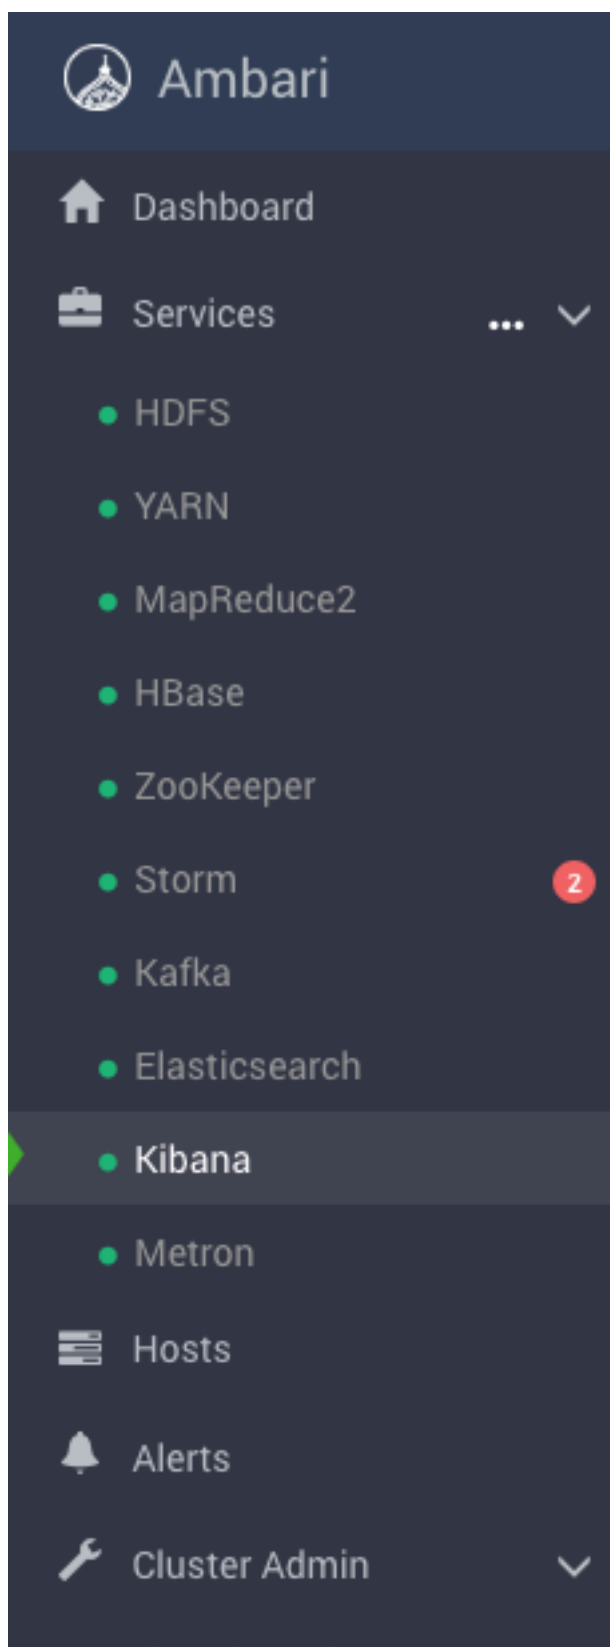 Ambari
Dashboard
Services ...
HDFS
YARN
MapReduce2
HBase
ZooKeeper
Storm 2
Kafka
Elasticsearch
Kibana
Metron
Hosts
Alerts
Cluster Admin